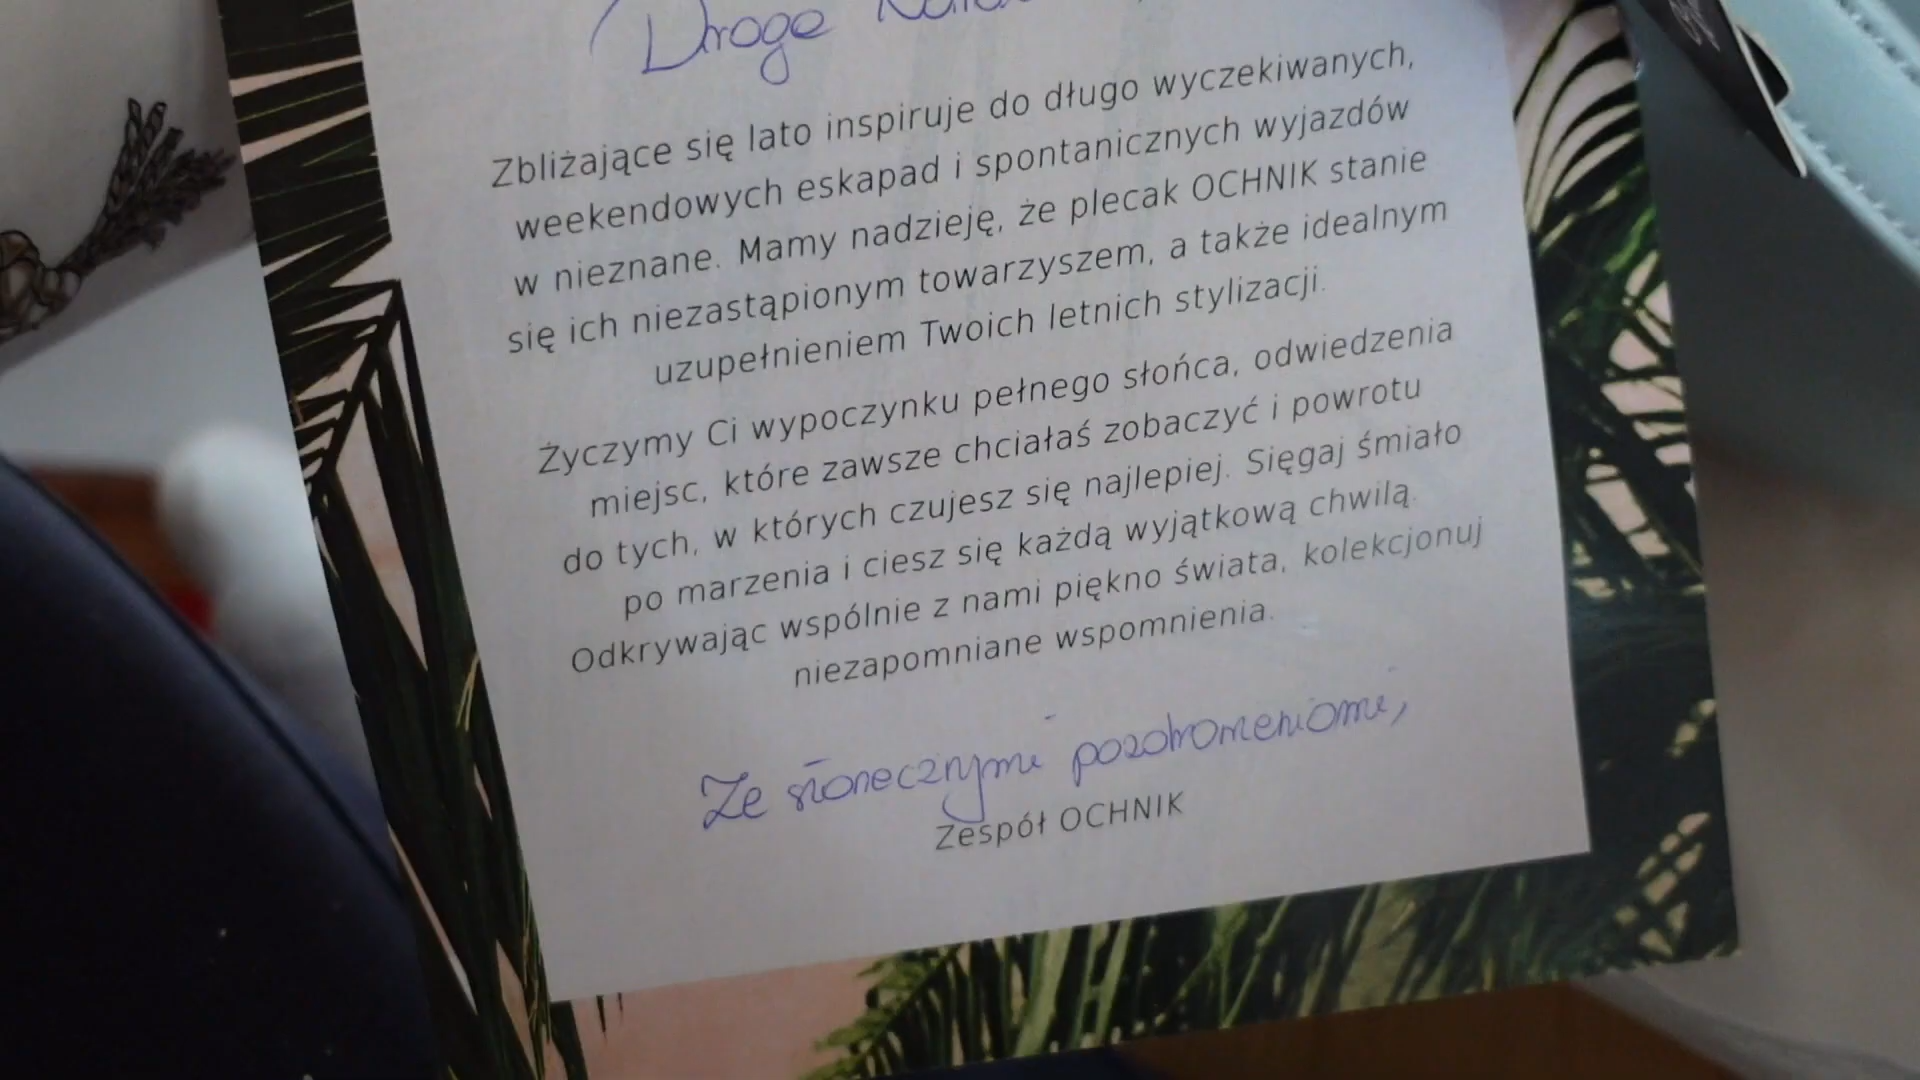 Droga
Zbliżające się lato inspiruje do długo wyczekiwanych,
weekendowych eskapad i spontanicznych wyjazdów
w nieznane. Mamy nadzieję, że plecak OCHNIK stanie
się ich niezastąpionym towarzyszem, a także idealnym
uzupełnieniem Twoich letnich stylizacji.
Życzymy Ci wypoczynku pełnego słońca, odwiedzenia
miejsc, które zawsze chciałaś zobaczyć i powrotu
do tych, w których czujesz się najlepiej. Sięgaj śmiało
po marzenia i ciesz się każdą wyjątkową chwilą.
Odkrywając wspólnie z nami piękno świata, kolekcjonuj
niezapomniane wspomnienia.
Ze słonecznymi pozdrowieniami,
Zespół OCHNIK